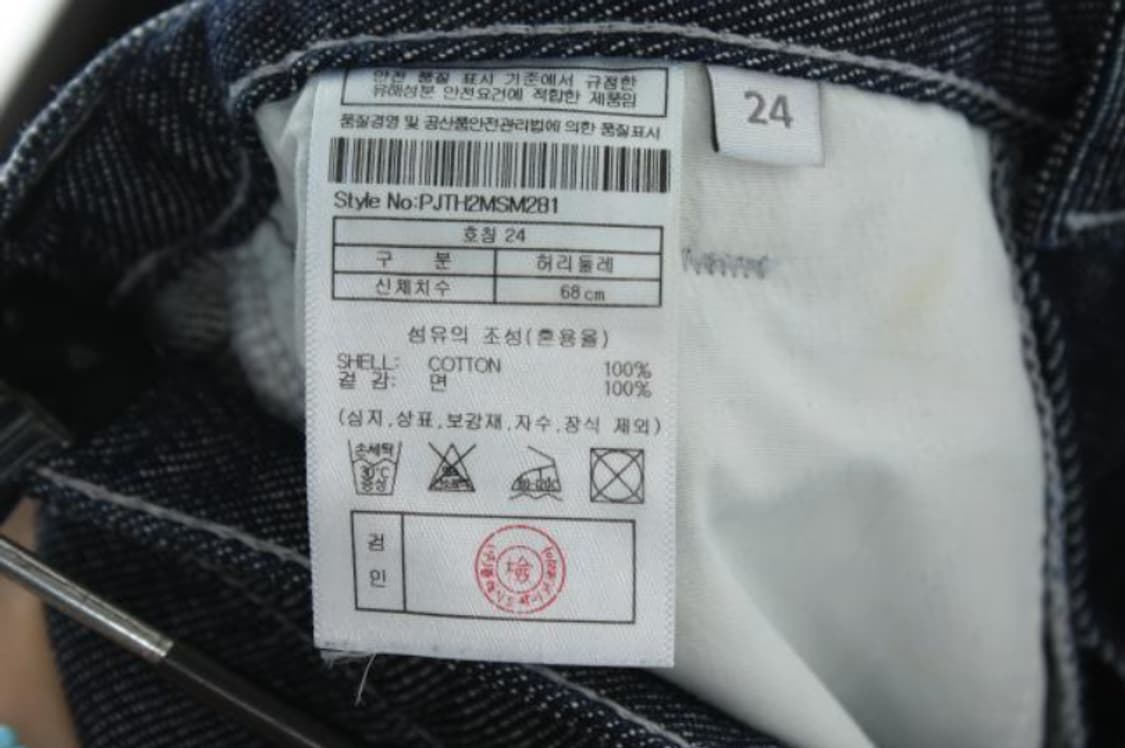 안전 품질 표시 기준에서 규정한
유해성분 안전요건에 적합한 제품임
품질경영 및 공산품안전관리법에 의한 품질표시
Style No:PJTH2MSM281
호칭 24
구 분 허리둘레
신체치수 68cm
섬유의 조성(혼용율)
SHELL: COTTON 100%
겉 감: 면 100%
(심지,상표,보강재,자수,장식 제외)
손세탁
30℃
중성
검
인
檢
24